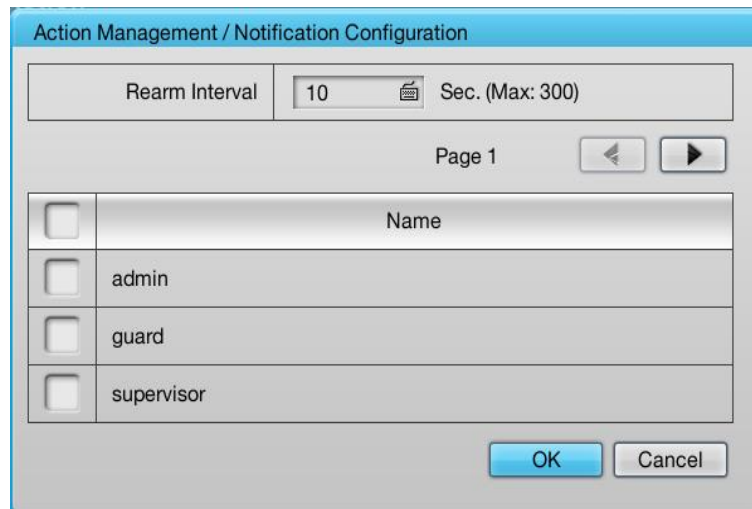 Action Management / Notification Configuration
Rearm Interval 10 Sec. (Max: 300)
Page 1
Name
admin
guard
supervisor
OK Cancel